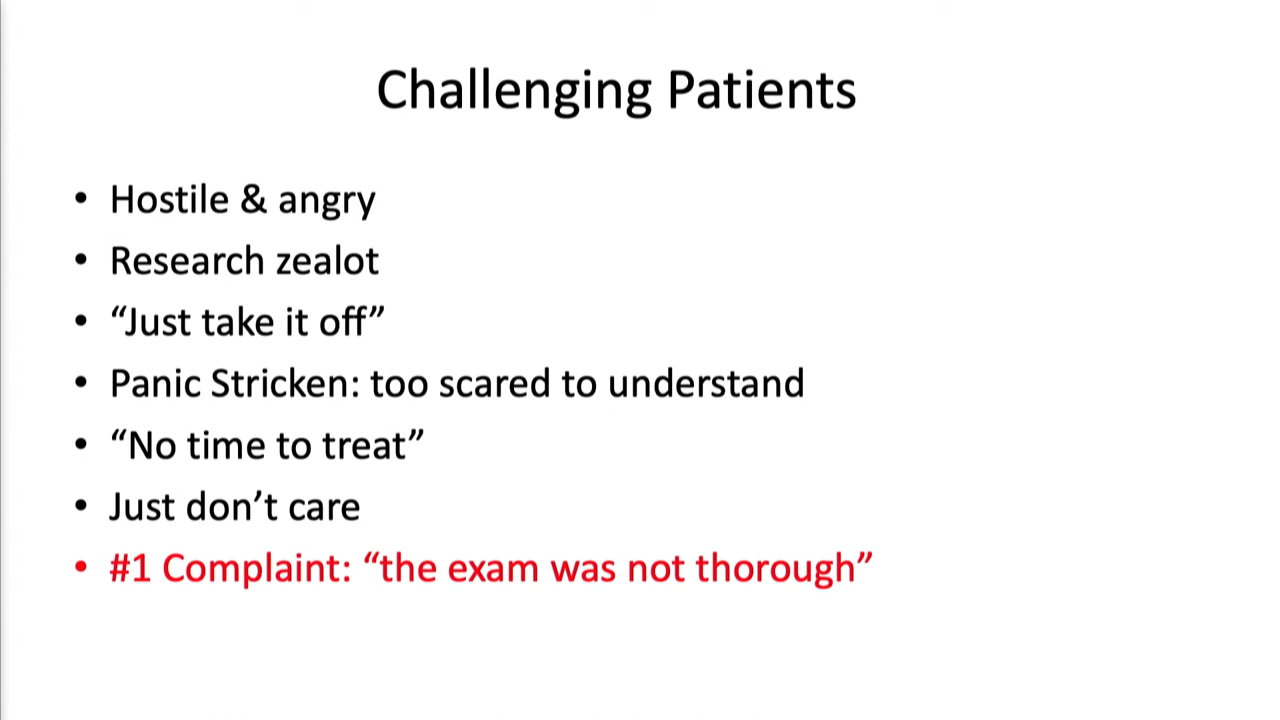 Challenging Patients
• Hostile & angry
• Research zealot
• “Just take it off”
• Panic Stricken: too scared to understand
• “No time to treat”
• Just don’t care
• #1 Complaint: “the exam was not thorough”